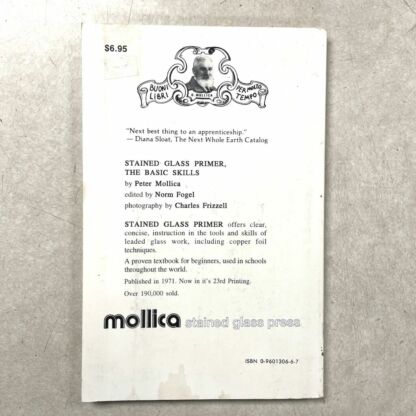 $6.95
BUONI
LIBRI
G. MOLLICA
PER MOLTO
TEMPO
"Next best thing to an apprenticeship."
— Diana Sloat, The Next Whole Earth Catalog
STAINED GLASS PRIMER,
THE BASIC SKILLS
by Peter Mollica
edited by Norm Fogel
photography by Charles Frizzell
STAINED GLASS PRIMER offers clear,
concise, instruction in the tools and skills of
leaded glass work, including copper foil
techniques.
A proven textbook for beginners, used in schools
throughout the world.
Published in 1971. Now in it's 23rd Printing.
Over 190,000 sold.
mollica stained glass press
ISBN 0-9601306-6-7